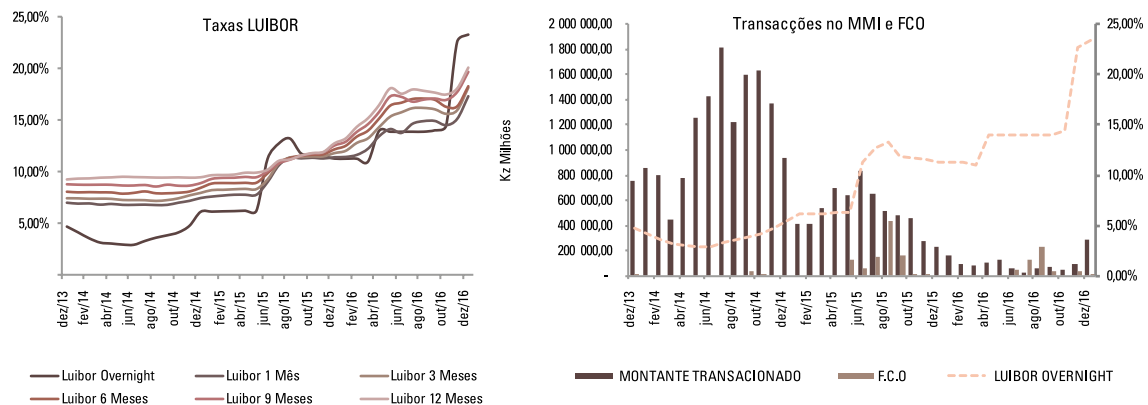 Taxas LUIBOR
25,00%
20,00%
15,00%
10,00%
5,00%
dez/13
fev/14
abr/14
jun/14
ago/14
out/14
dez/14
fev/15
abr/15
jun/15
ago/15
out/15
dez/15
fev/16
abr/16
jun/16
ago/16
out/16
dez/16
Luibor Overnight
Luibor 1 Mês
Luibor 3 Meses
Luibor 6 Meses
Luibor 9 Meses
Luibor 12 Meses
Transacções no MMI e FCO
Kz Milhões
2 000 000,00
1 800 000,00
1 600 000,00
1 400 000,00
1 200 000,00
1 000 000,00
800 000,00
600 000,00
400 000,00
200 000,00
-
25,00%
20,00%
15,00%
10,00%
5,00%
0,00%
dez/13
fev/14
abr/14
jun/14
ago/14
out/14
dez/14
fev/15
abr/15
jun/15
ago/15
out/15
dez/15
fev/16
abr/16
jun/16
ago/16
out/16
dez/16
MONTANTE TRANSACIONADO
F.C.O
LUIBOR OVERNIGHT